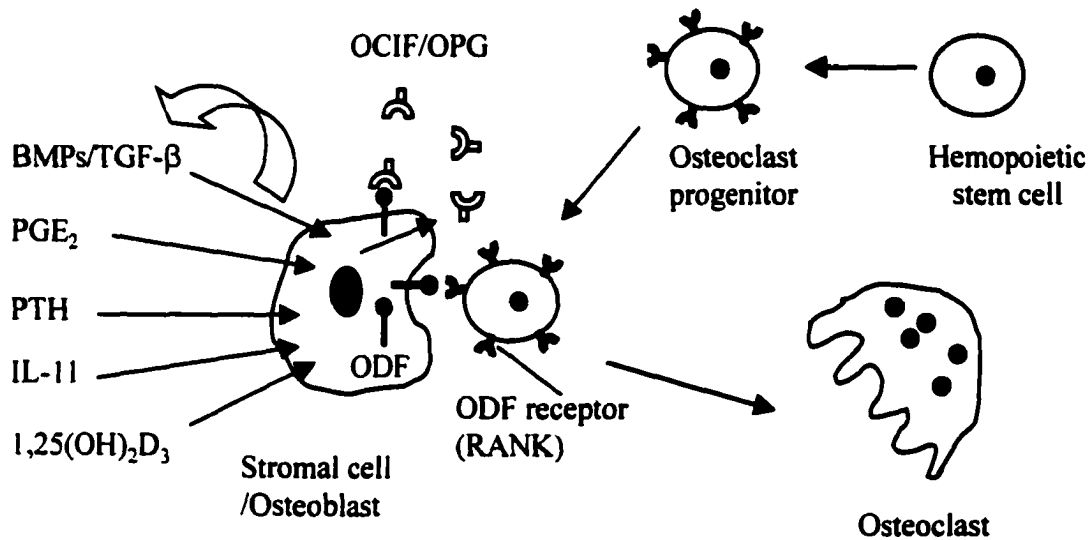 OCIF/OPG
BMPs/TGF-β
PGE₂
PTH
IL-11
1,25(OH)₂D₃
ODF
Stromal cell
/Osteoblast
ODF receptor
(RANK)
Osteoclast
progenitor
Hemopoietic
stem cell
Osteoclast